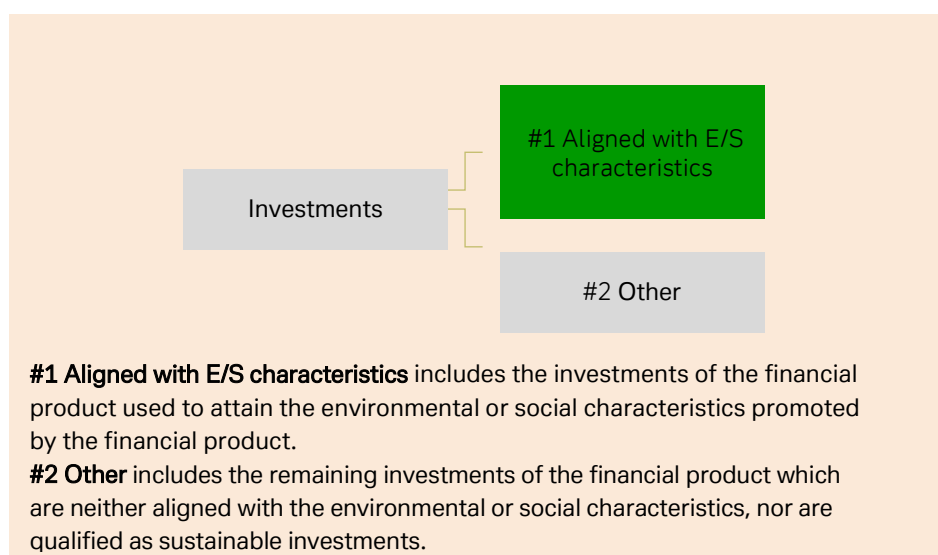 #1 Aligned with E/S
characteristics
Investments
#2 Other
#1 Aligned with E/S characteristics includes the investments of the financial
product used to attain the environmental or social characteristics promoted
by the financial product.
#2 Other includes the remaining investments of the financial product which
are neither aligned with the environmental or social characteristics, nor are
qualified as sustainable investments.